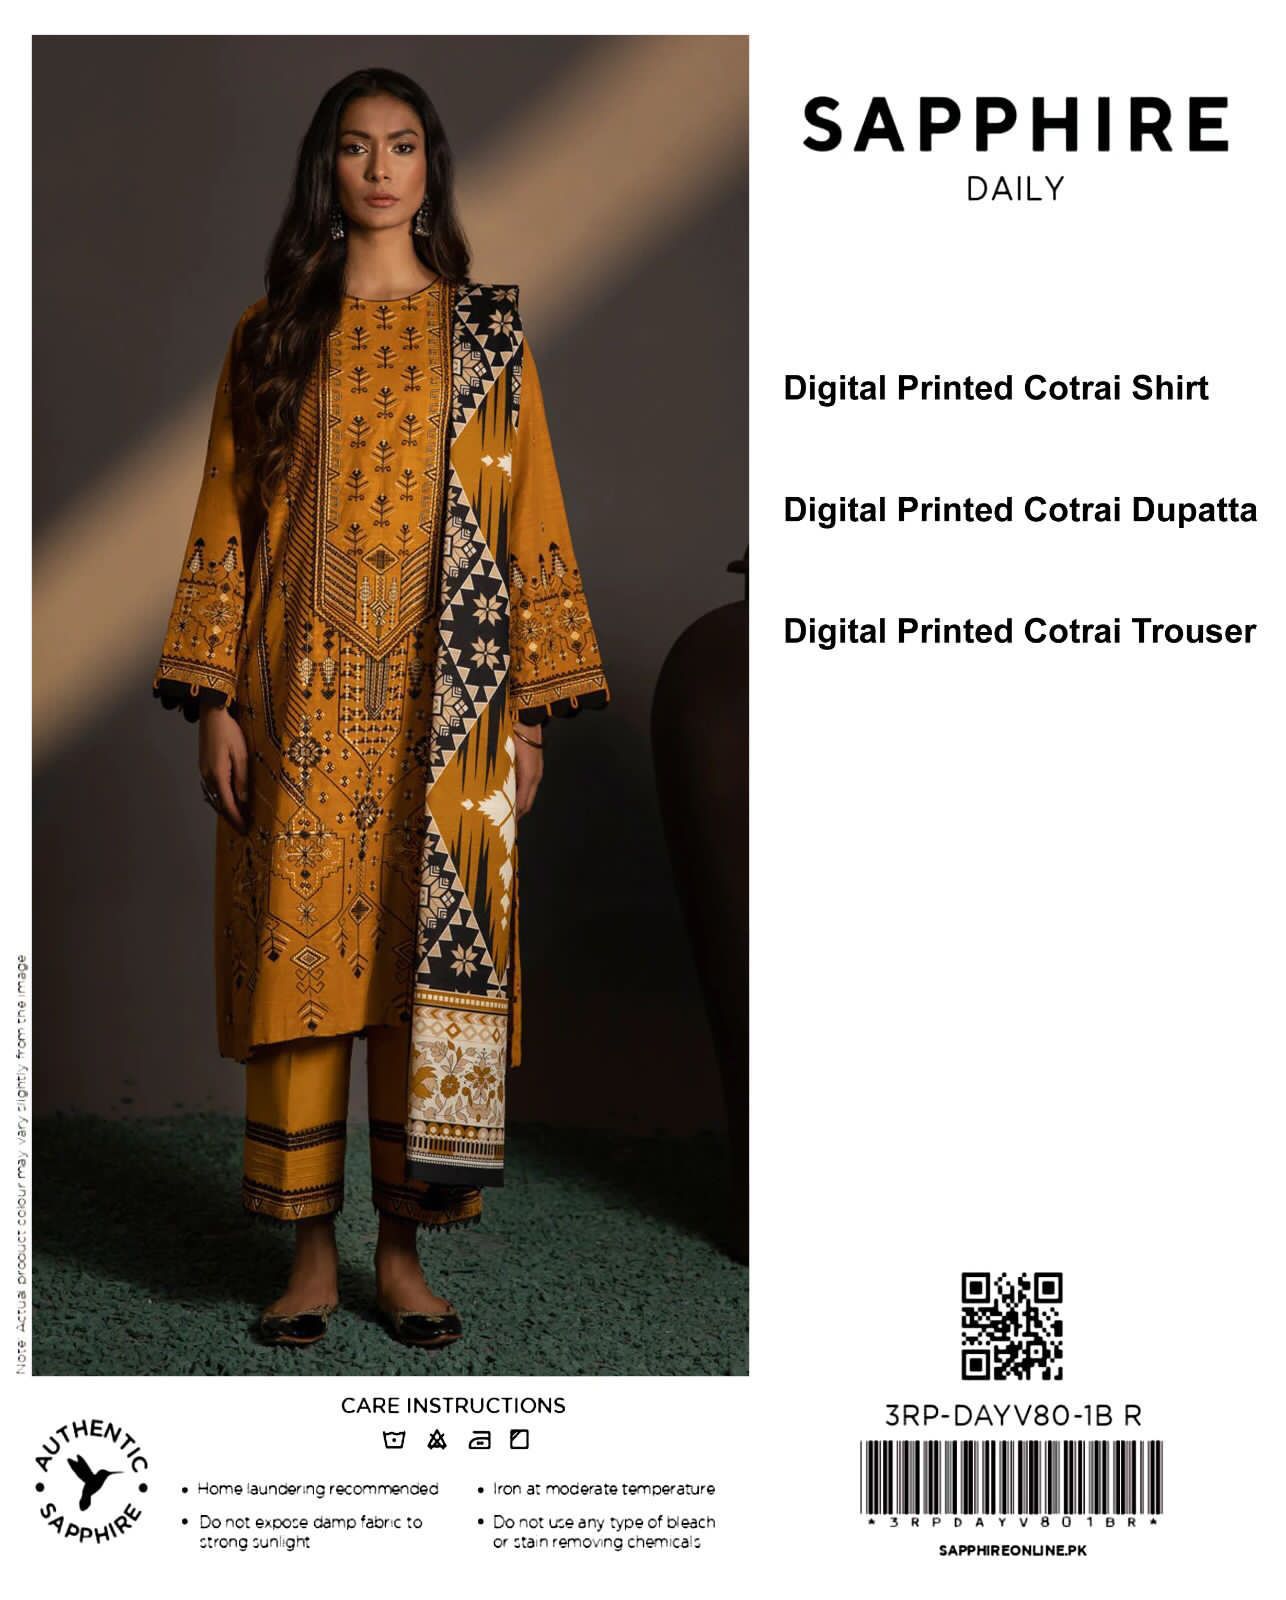 SAPPHIRE
DAILY
Digital Printed Cotrai Shirt
Digital Printed Cotrai Dupatta
Digital Printed Cotrai Trouser
Note: Actual product colour may vary slightly from the image
CARE INSTRUCTIONS
• Home laundering recommended
• Do not expose damp fabric to
strong sunlight
• Iron at moderate temperature
• Do not use any type of bleach
or stain removing chemicals
AUTHENTIC
SAPPHIRE
3RP-DAYV80-1B R
*3RPDAYV801BR*
SAPPHIREONLINE.PK